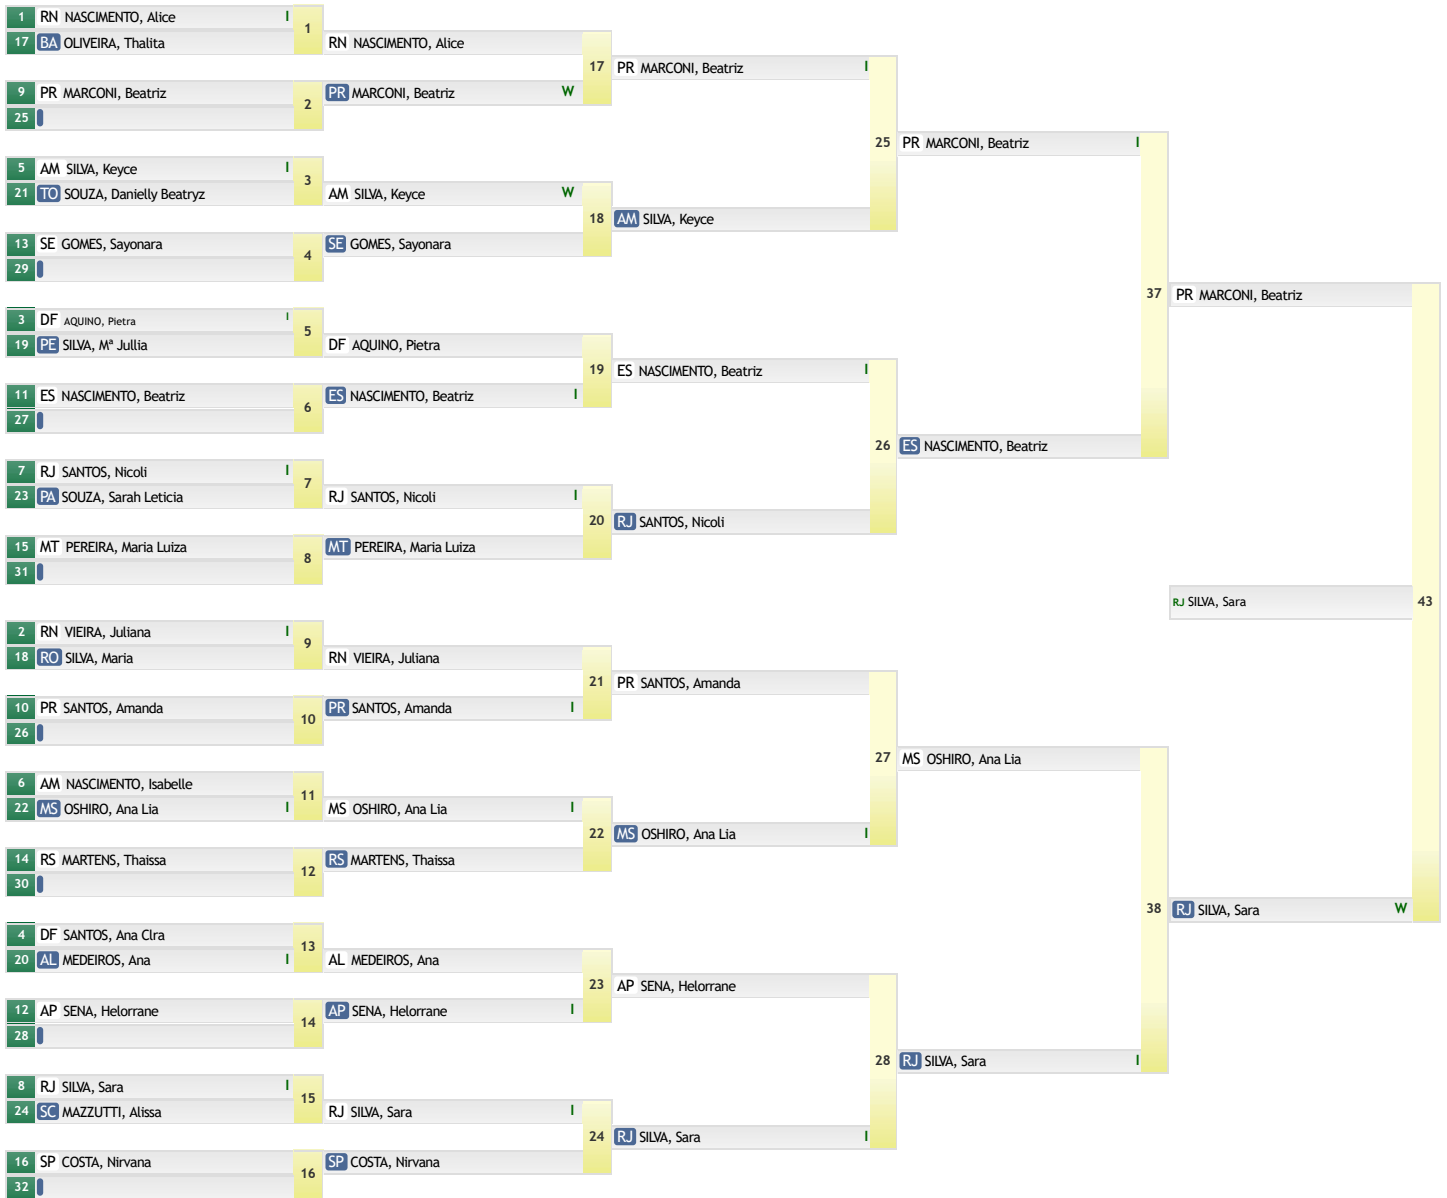 1 RN NASCIMENTO, Alice I
17 BA OLIVEIRA, Thalita
1
9 PR MARCONI, Beatriz
25
2
5 AM SILVA, Keyce I
21 TO SOUZA, Danielly Beatryz
3
13 SE GOMES, Sayonara
29
4
3 DF AQUINO, Pietra I
19 PE SILVA, Mª Jullia
5
11 ES NASCIMENTO, Beatriz
27
6
7 RJ SANTOS, Nicoli I
23 PA SOUZA, Sarah Leticia
7
15 MT PEREIRA, Maria Luiza
31
8
2 RN VIEIRA, Juliana I
18 RO SILVA, Maria
9
10 PR SANTOS, Amanda
26
10
6 AM NASCIMENTO, Isabelle
22 MS OSHIRO, Ana Lia I
11
14 RS MARTENS, Thaissa
30
12
4 DF SANTOS, Ana Clra
20 AL MEDEIROS, Ana I
13
12 AP SENA, Helorrane
28
14
8 RJ SILVA, Sara I
24 SC MAZZUTTI, Alissa
15
16 SP COSTA, Nirvana
32
16
RN NASCIMENTO, Alice
PR MARCONI, Beatriz W
17
AM SILVA, Keyce W
SE GOMES, Sayonara
18
DF AQUINO, Pietra
ES NASCIMENTO, Beatriz I
19
RJ SANTOS, Nicoli I
MT PEREIRA, Maria Luiza
20
RN VIEIRA, Juliana
PR SANTOS, Amanda I
21
MS OSHIRO, Ana Lia I
RS MARTENS, Thaissa
22
AL MEDEIROS, Ana
AP SENA, Helorrane I
23
RJ SILVA, Sara I
SP COSTA, Nirvana
24
PR MARCONI, Beatriz I
AM SILVA, Keyce
25
ES NASCIMENTO, Beatriz I
RJ SANTOS, Nicoli
26
PR SANTOS, Amanda
MS OSHIRO, Ana Lia I
27
AP SENA, Helorrane
RJ SILVA, Sara I
28
PR MARCONI, Beatriz I
ES NASCIMENTO, Beatriz
37
MS OSHIRO, Ana Lia
RJ SILVA, Sara I
38
PR MARCONI, Beatriz
RJ SILVA, Sara
43
RJ SILVA, Sara W